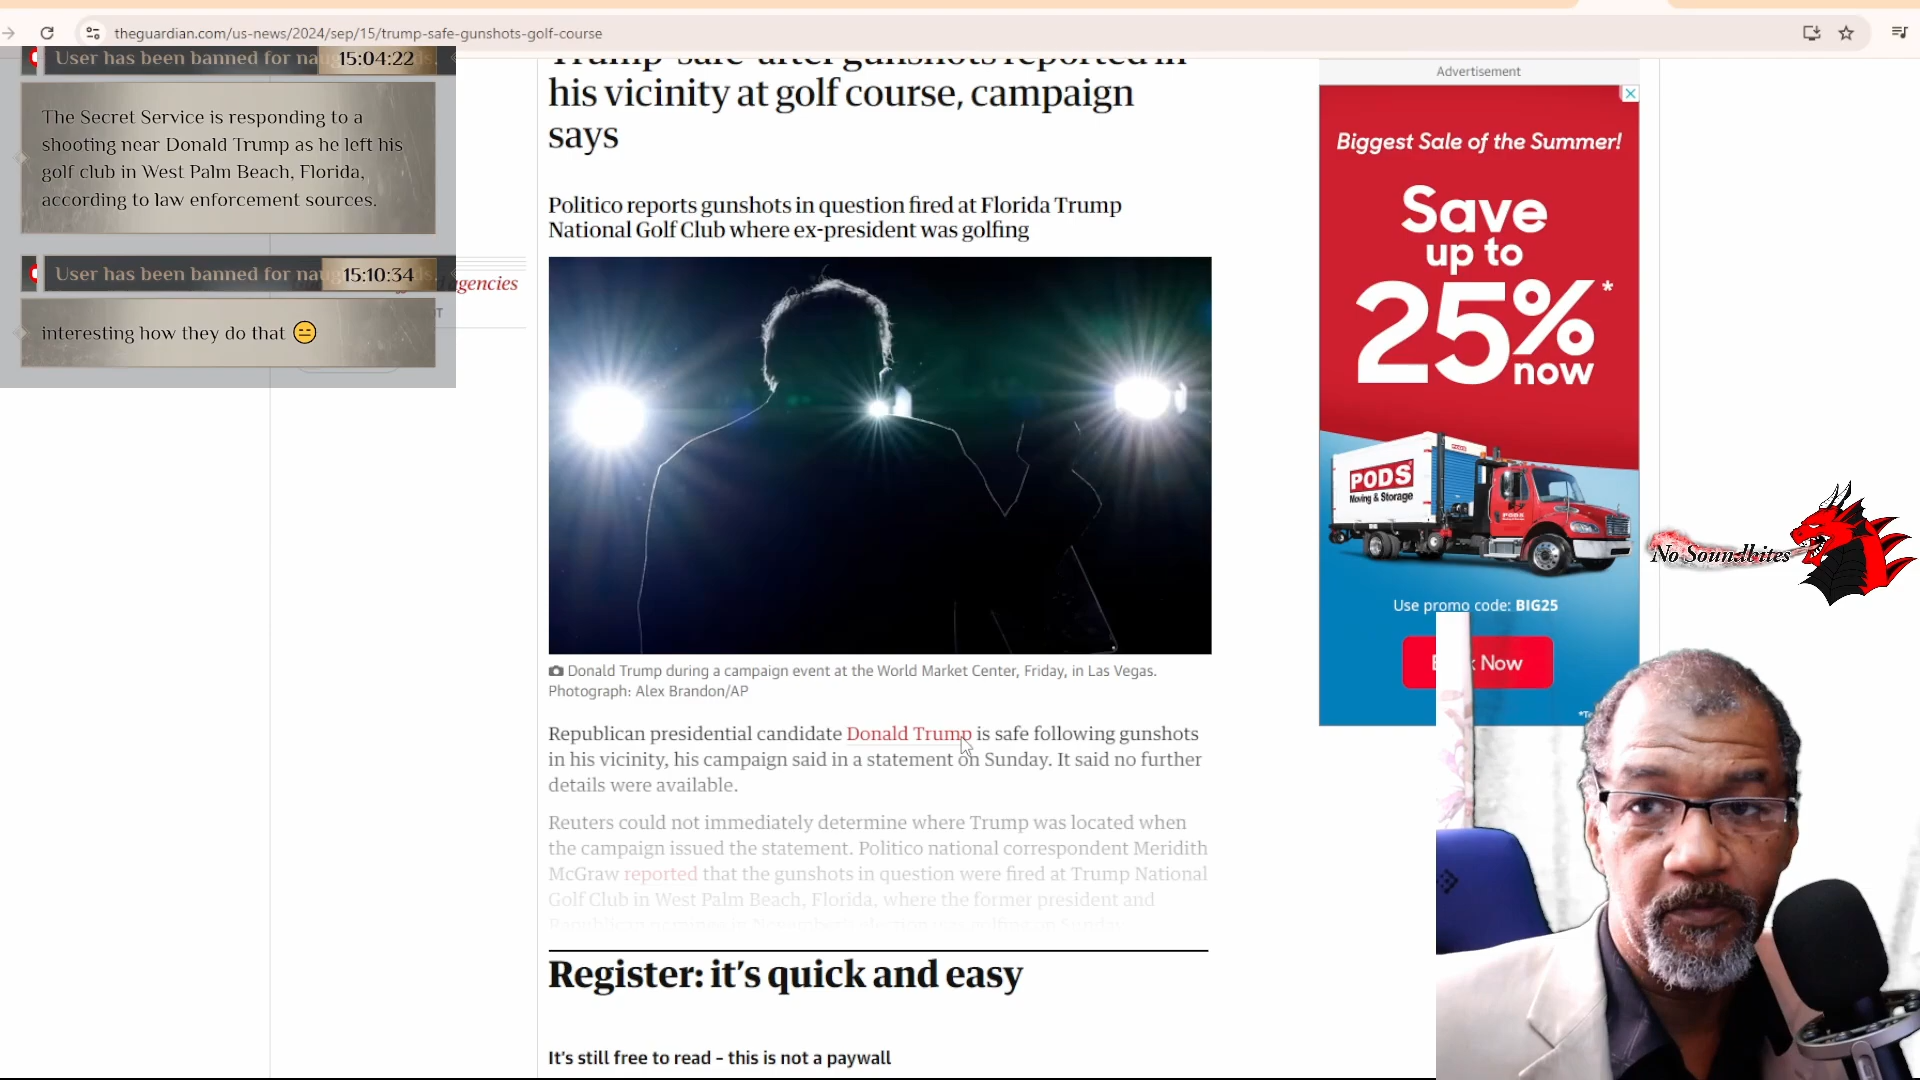 theguardian.com/us-news/2024/sep/15/trump-safe-gunshots-golf-course
User has been banned for 15:04:22
The Secret Service is responding to a
shooting near Donald Trump as he left his
golf club in West Palm Beach, Florida,
according to law enforcement sources.
User has been banned for 15:10:34
interesting how they do that 😑
gencies
Trump 'safe' after gunshots reported in
his vicinity at golf course, campaign
says
Politico reports gunshots in question fired at Florida Trump
National Golf Club where ex-president was golfing
Donald Trump during a campaign event at the World Market Center, Friday, in Las Vegas.
Photograph: Alex Brandon/AP
Republican presidential candidate Donald Trump is safe following gunshots
in his vicinity, his campaign said in a statement on Sunday. It said no further
details were available.
Reuters could not immediately determine where Trump was located when
the campaign issued the statement. Politico national correspondent Meridith
McGraw reported that the gunshots in question were fired at Trump National
Golf Club in West Palm Beach, Florida, where the former president and
Register: it's quick and easy
It's still free to read – this is not a paywall
Advertisement
Biggest Sale of the Summer!
Save
up to
25%*
now
PODS
Moving & Storage
Use promo code: BIG25
Now
No Soundbites